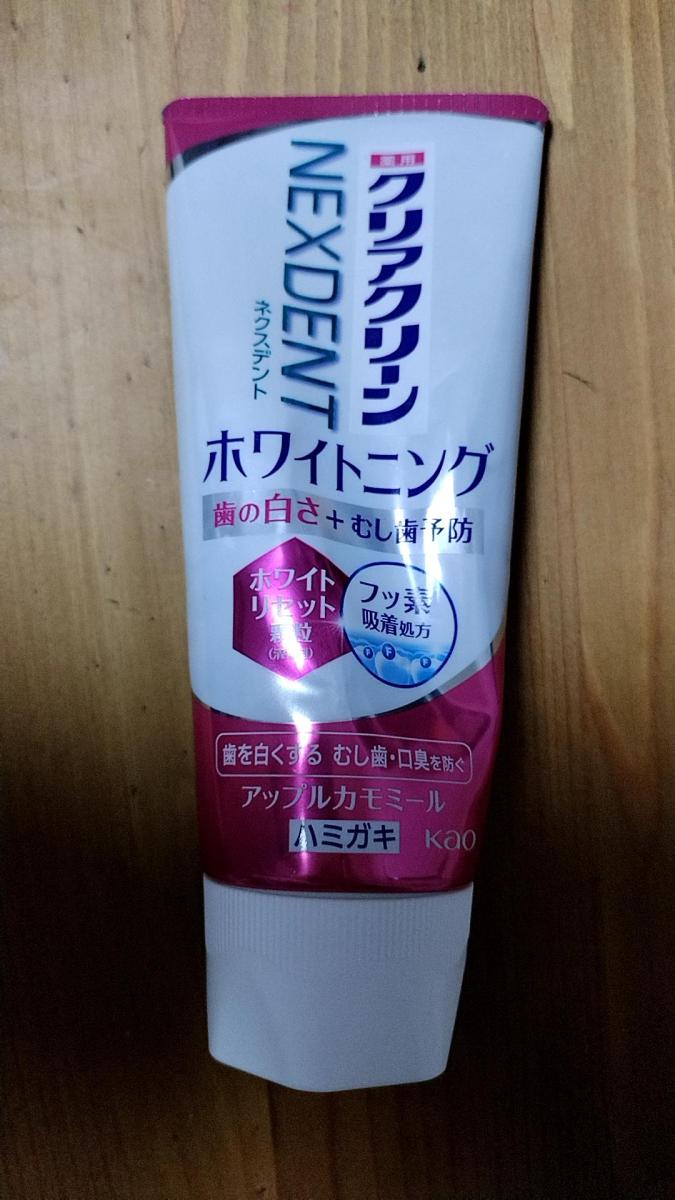 薬用
クリアクリーン
NEXDENT
ネクスデント
ホワイトニング
歯の白さ+むし歯予防
ホワイト
リセット
顆粒
フッ素
吸着処方
F F F
歯を白くする むし歯・口臭を防ぐ
アップルカモミール
ハミガキ
Kao